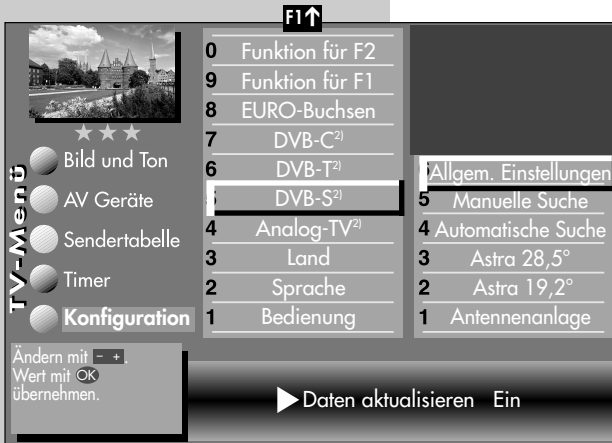 F1↑
TV-Menü
Bild und Ton
AV Geräte
Sendertabelle
Timer
Konfiguration
0 Funktion für F2
9 Funktion für F1
8 EURO-Buchsen
7 DVB-C2)
6 DVB-T2)
DVB-S2)
4 Analog-TV2)
3 Land
2 Sprache
1 Bedienung
Allgem. Einstellungen
5 Manuelle Suche
4 Automatische Suche
3 Astra 28,5°
2 Astra 19,2°
1 Antennenanlage
Ändern mit - + .
Wert mit OK
übernehmen.
Daten aktualisieren Ein